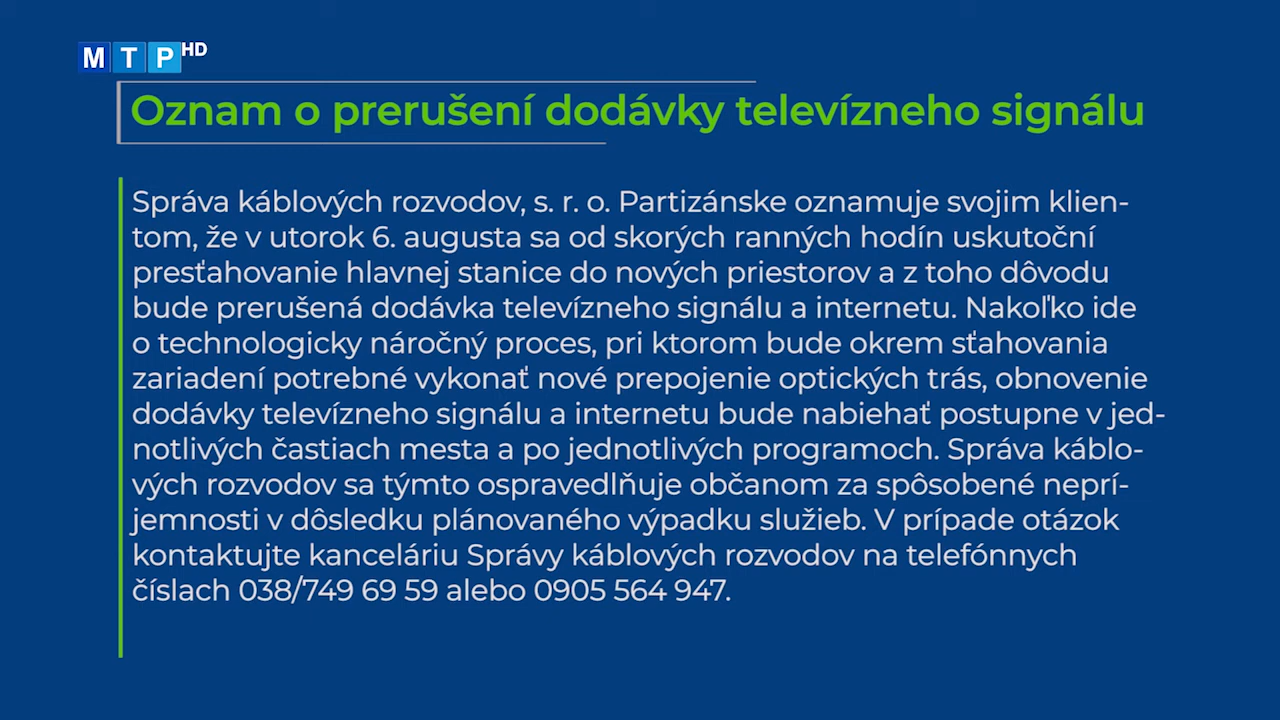 MTP HD
Oznam o prerušení dodávky televízneho signálu
Správa káblových rozvodov, s. r. o. Partizánske oznamuje svojim klien-
tom, že v utorok 6. augusta sa od skorých ranných hodín uskutoční
presťahovanie hlavnej stanice do nových priestorov a z toho dôvodu
bude prerušená dodávka televízneho signálu a internetu. Nakoľko ide
o technologicky náročný proces, pri ktorom bude okrem sťahovania
zariadení potrebné vykonať nové prepojenie optických trás, obnovenie
dodávky televízneho signálu a internetu bude nabiehať postupne v jed-
notlivých častiach mesta a po jednotlivých programoch. Správa káblo-
vých rozvodov sa týmto ospravedlňuje občanom za spôsobené neprí-
jemnosti v dôsledku plánovaného výpadku služieb. V prípade otázok
kontaktujte kanceláriu Správy káblových rozvodov na telefónnych
číslach 038/749 69 59 alebo 0905 564 947.